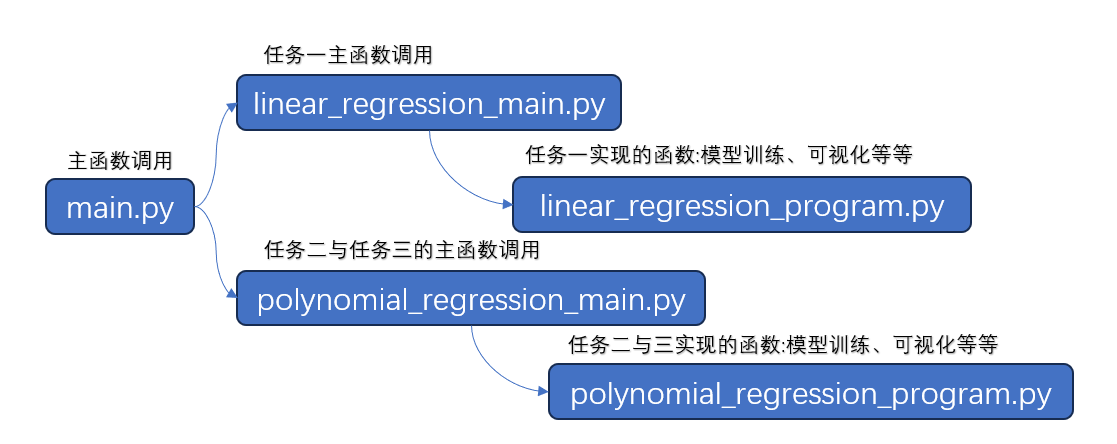 任务一主函数调用
linear_regression_main.py
任务一实现的函数:模型训练、可视化等等
主函数调用
main.py
linear_regression_program.py
任务二与任务三的主函数调用
polynomial_regression_main.py
任务二与三实现的函数:模型训练、可视化等等
polynomial_regression_program.py